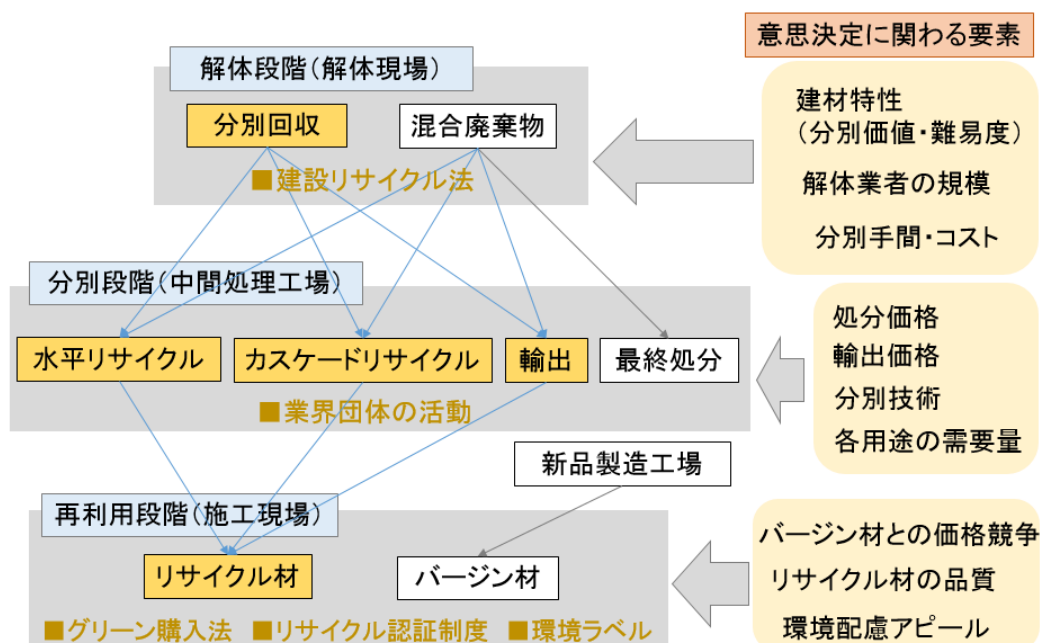 意思決定に関わる要素
解体段階(解体現場)
分別回収
混合廃棄物
■建設リサイクル法
建材特性
(分別価値・難易度)
解体業者の規模
分別手間・コスト
分別段階(中間処理工場)
水平リサイクル
カスケードリサイクル
輸出
最終処分
■業界団体の活動
処分価格
輸出価格
分別技術
各用途の需要量
新品製造工場
再利用段階(施工現場)
リサイクル材
バージン材
■グリーン購入法 ■リサイクル認証制度 ■環境ラベル
バージン材との価格競争
リサイクル材の品質
環境配慮アピール